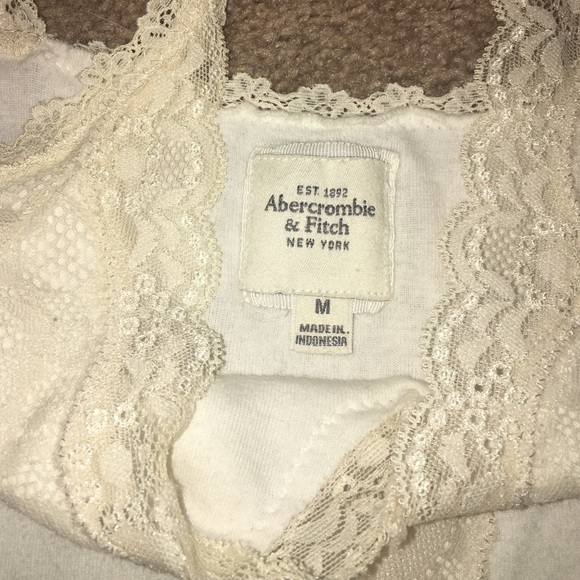 EST. 1892
Abercrombie
& Fitch
NEW YORK
M
MADE IN
INDONESIA